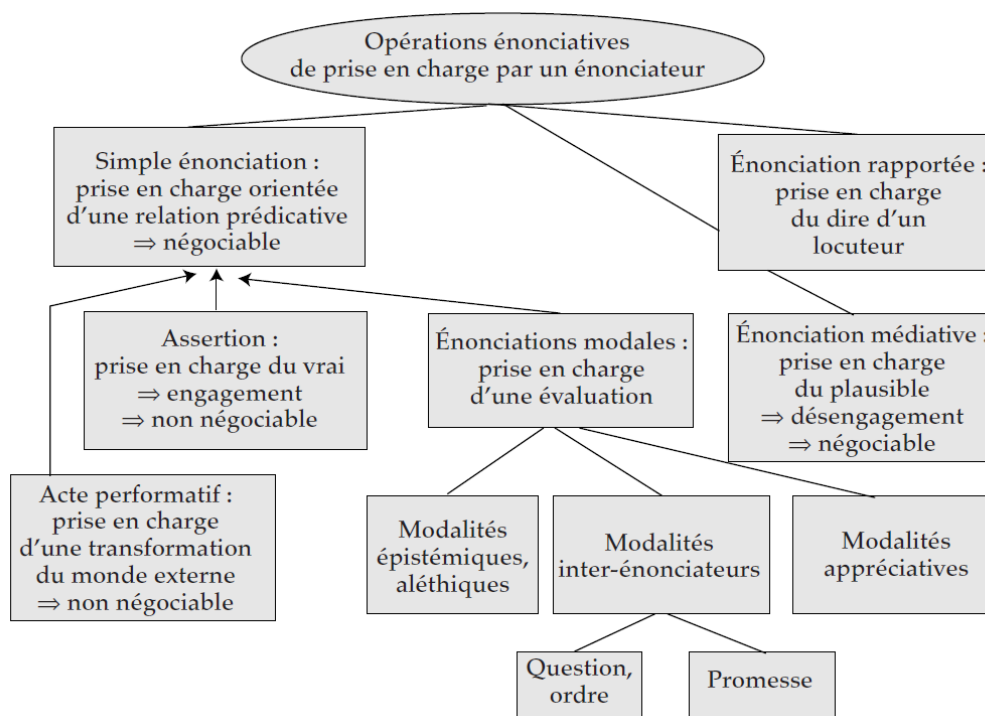 Opérations énonciatives
de prise en charge par un énonciateur
Simple énonciation :
prise en charge orientée
d'une relation prédicative
⇒ négociable
Énonciation rapportée :
prise en charge
du dire d'un
locuteur
Assertion :
prise en charge du vrai
⇒ engagement
⇒ non négociable
Énonciations modales :
prise en charge
d'une évaluation
Énonciation médiative :
prise en charge
du plausible
⇒ désengagement
⇒ négociable
Acte performatif :
prise en charge
d'une transformation
du monde externe
⇒ non négociable
Modalités
épistémiques,
aléthiques
Modalités
inter-énonciateurs
Modalités
appréciatives
Question,
ordre
Promesse